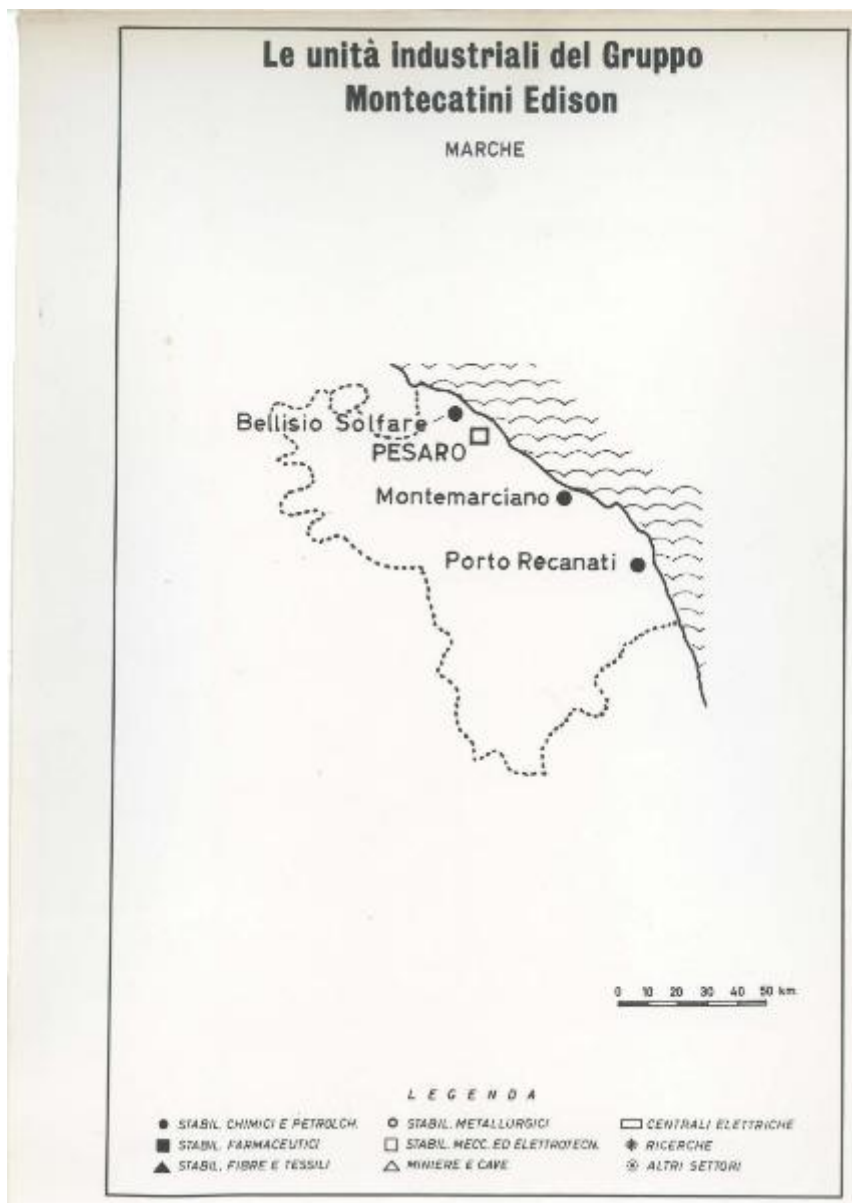 Le unità industriali del Gruppo
Montecatini Edison
MARCHE
Bellisio Solfare
PESARO
Montemarciano
Porto Recanati
0 10 20 30 40 50 km.
LEGENDA
STABIL. CHIMICI E PETROLCH.
STABIL. METALLURGICI
CENTRALI ELETTRICHE
STABIL. FARMACEUTICI
STABIL. MECC. ED ELETTROTECN.
RICERCHE
STABIL. FIBRE E TESSILI
MINIERE E CAVE
ALTRI SETTORI